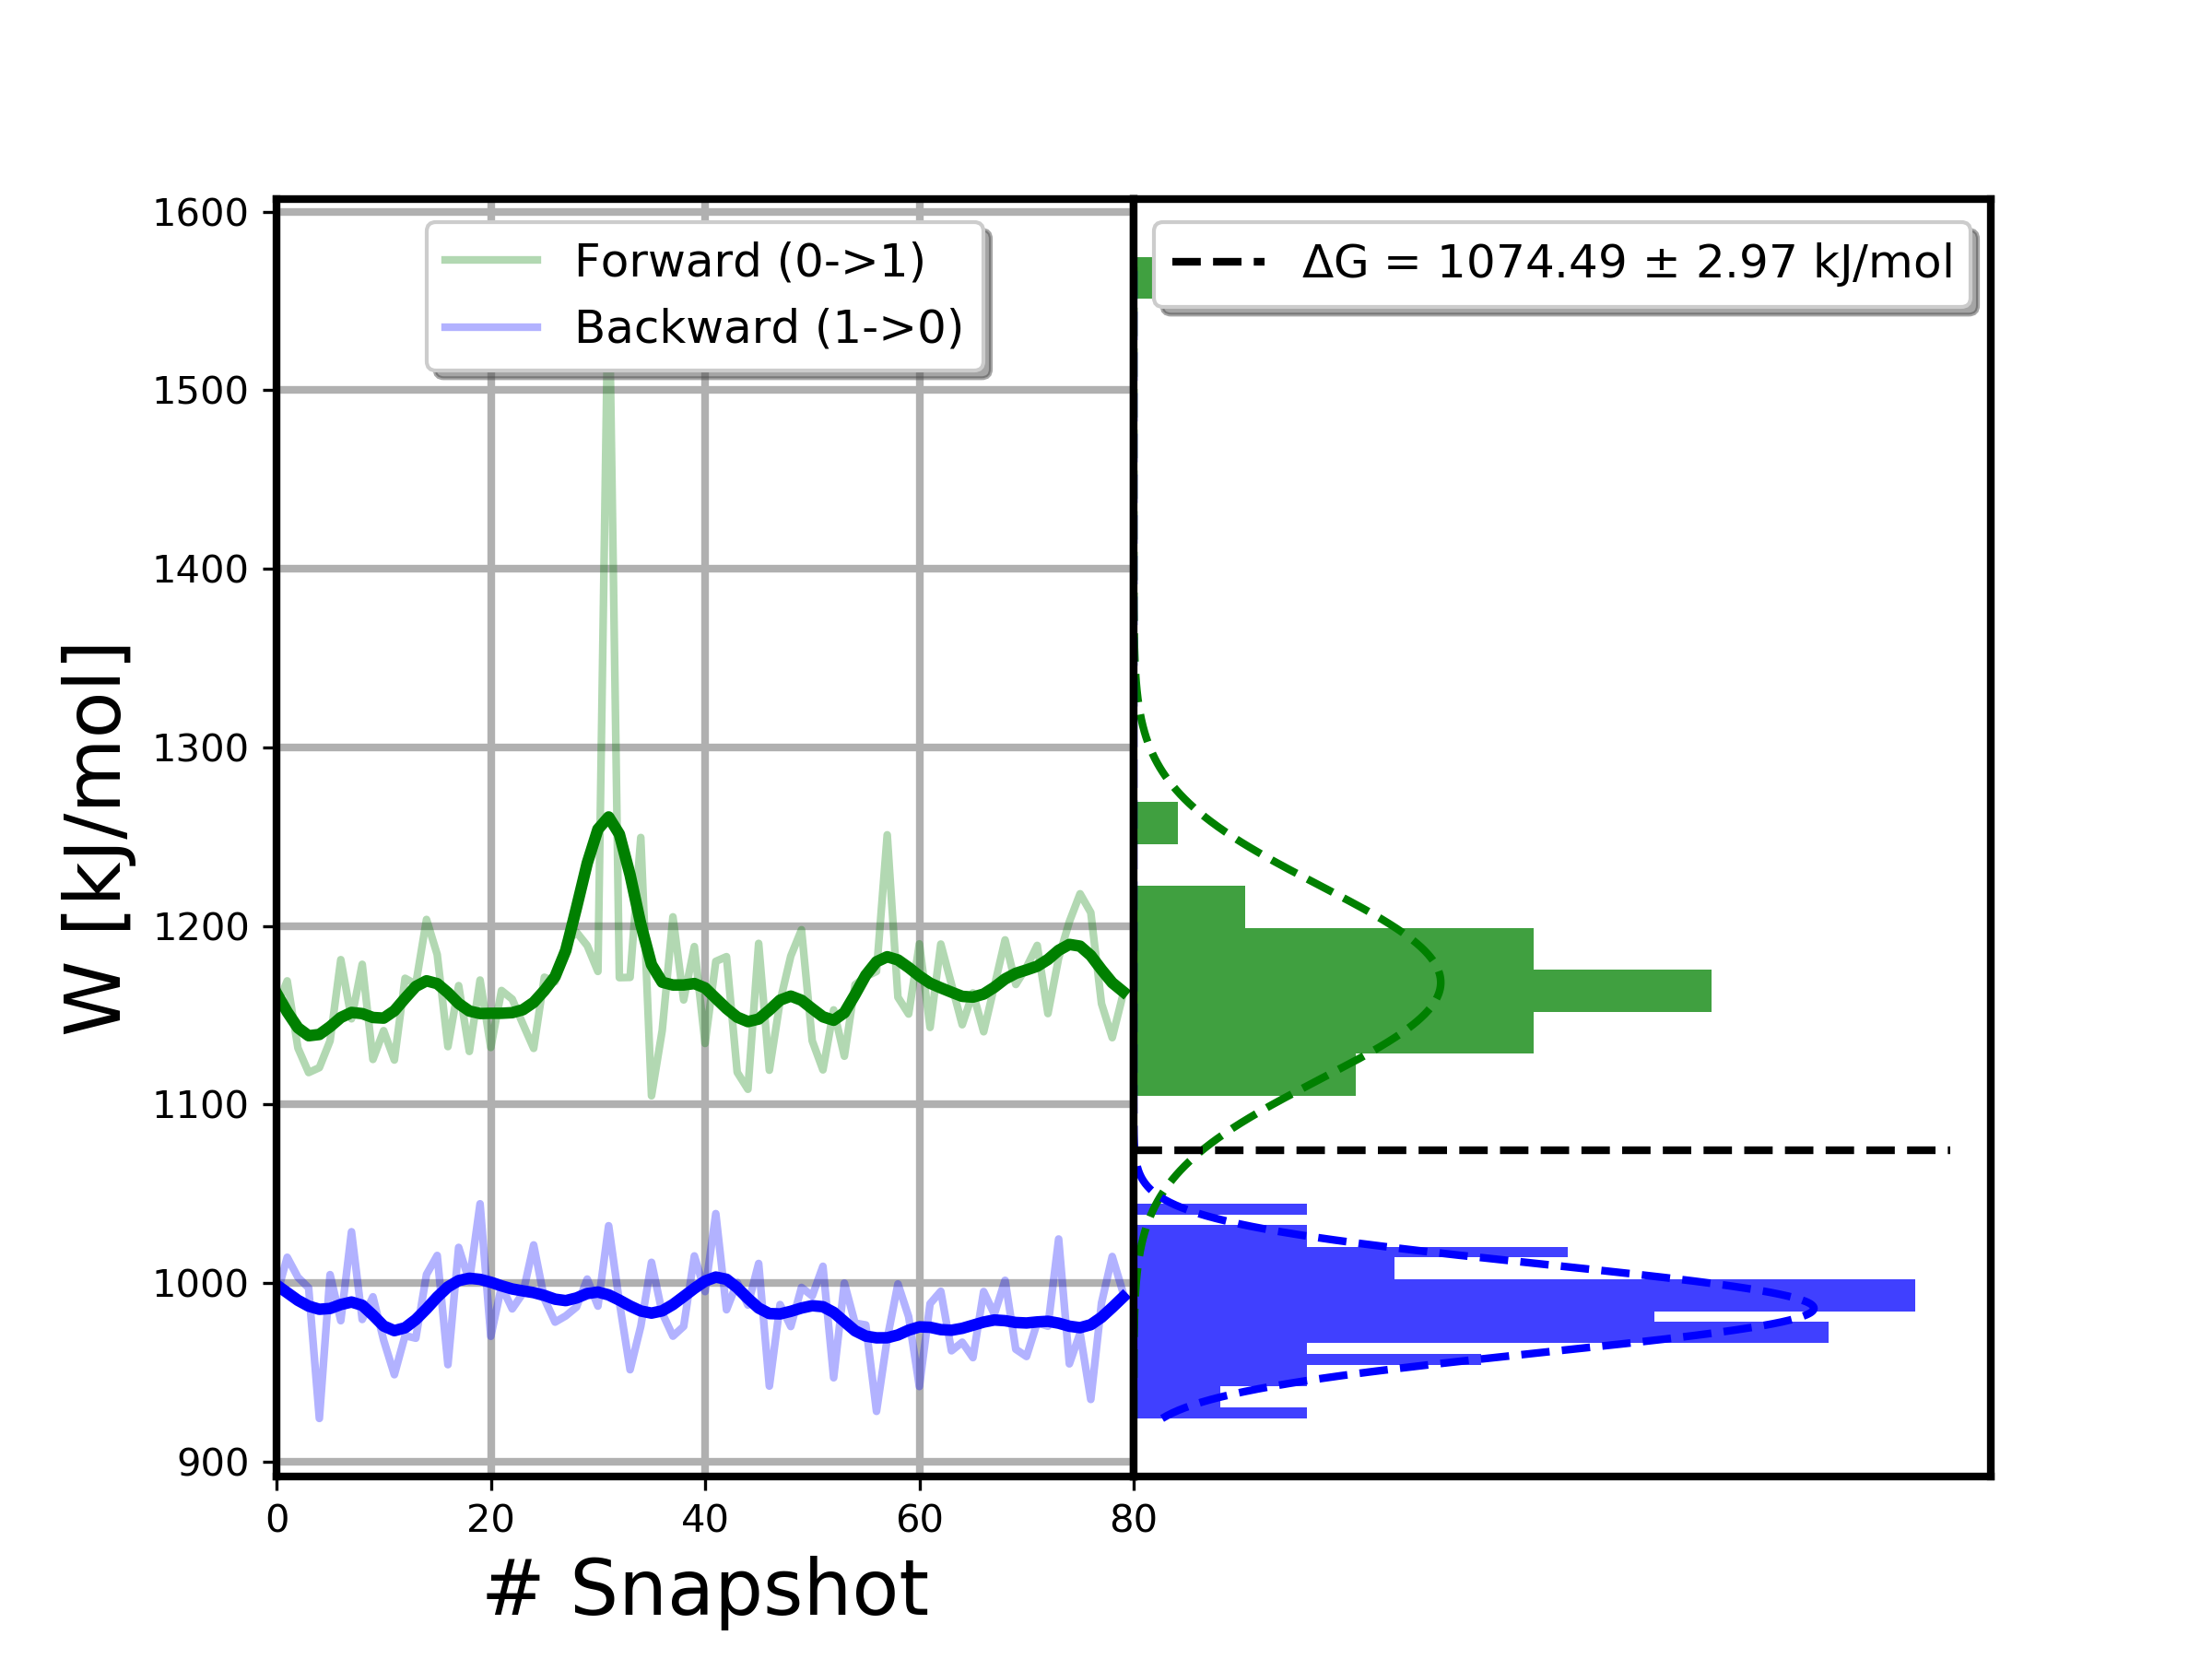 Forward (0->1)
Backward (1->0)
ΔG = 1074.49 ± 2.97 kJ/mol
W [kJ/mol]
1600
1500
1400
1300
1200
1100
1000
900
0 20 40 60 80
# Snapshot